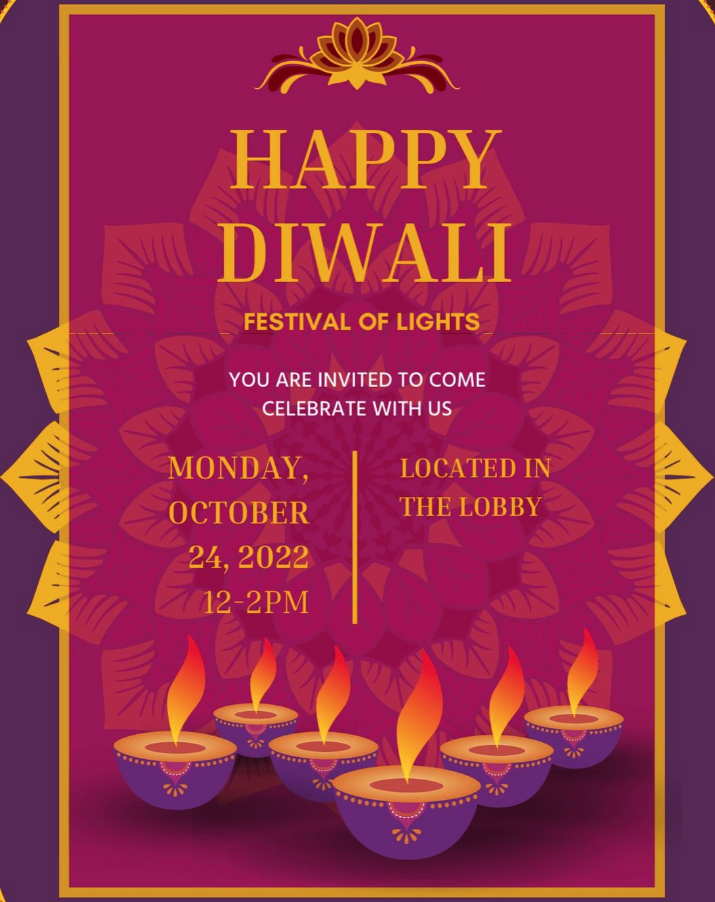 HAPPY
DIWALI
FESTIVAL OF LIGHTS
YOU ARE INVITED TO COME
CELEBRATE WITH US
MONDAY,
OCTOBER
24, 2022
12-2PM
LOCATED IN
THE LOBBY